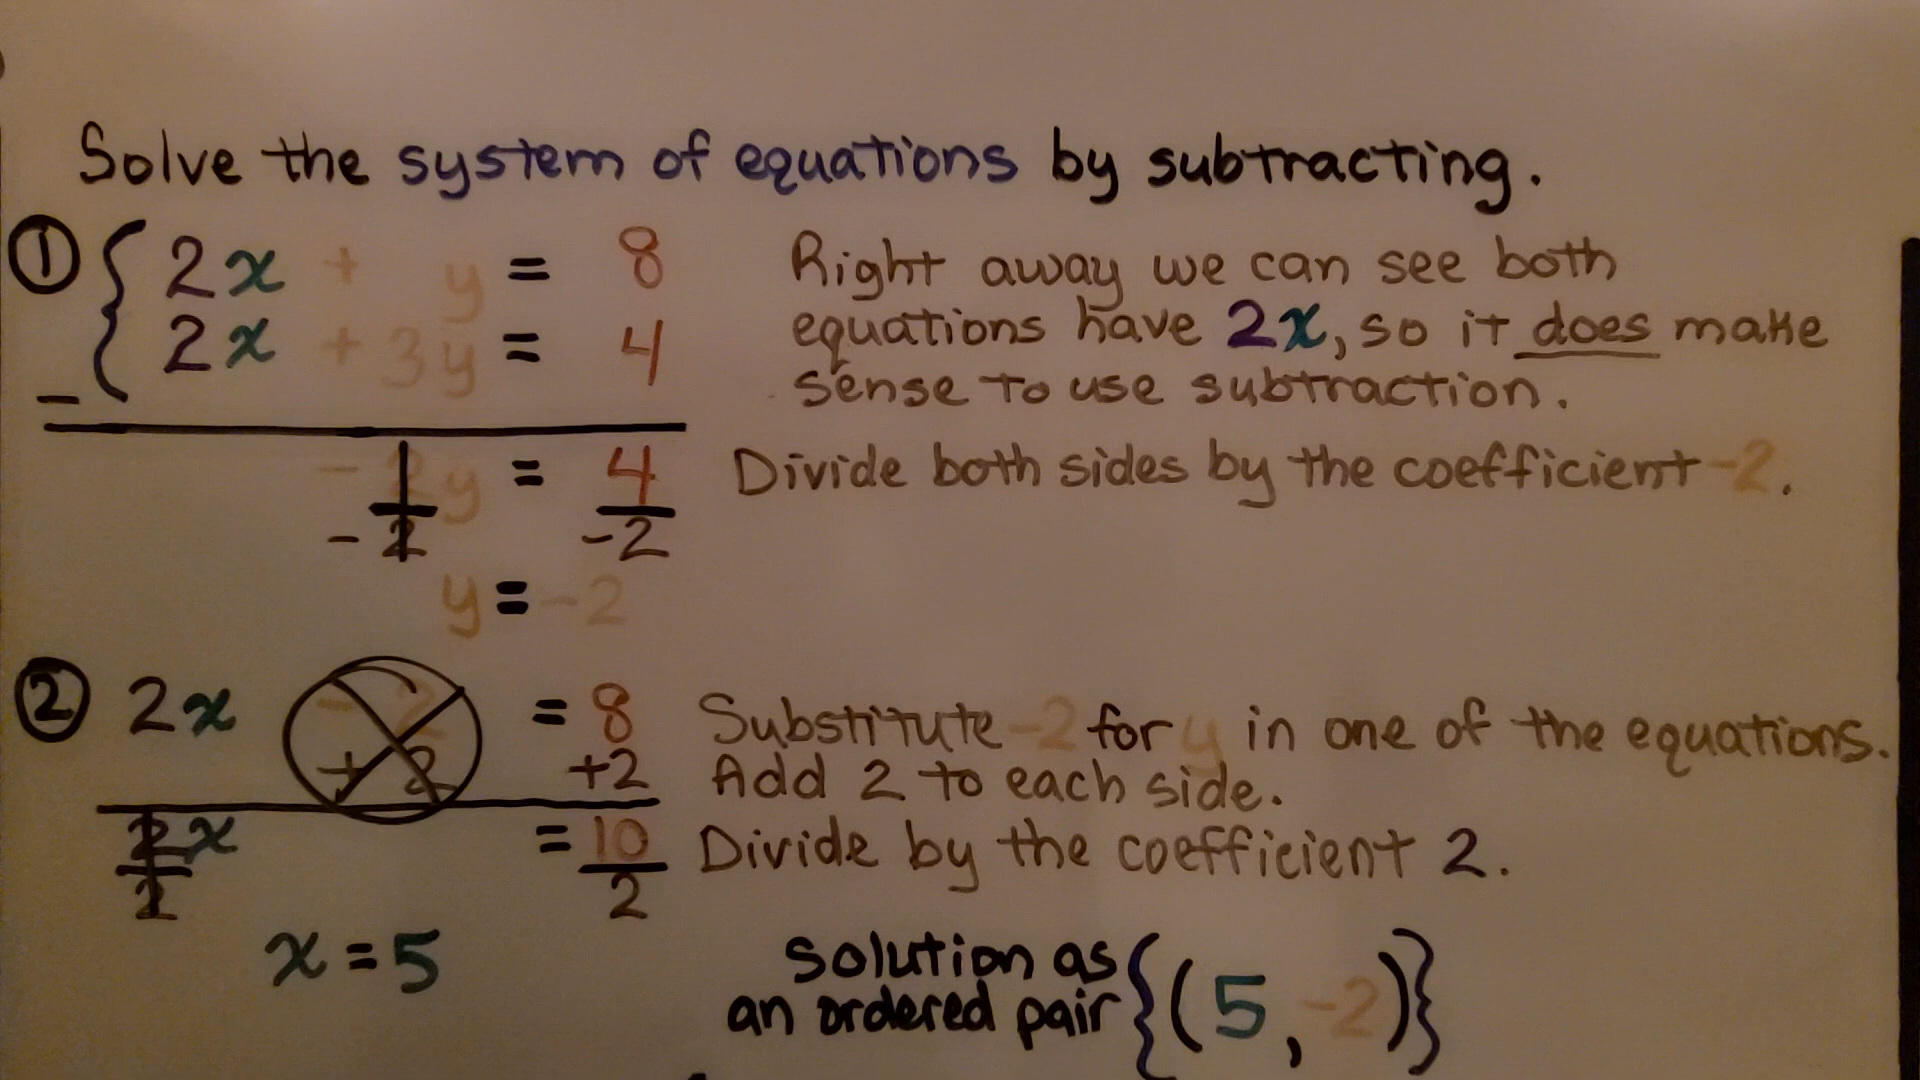 Solve the system of equations by subtracting.
① { 2x + y = 8
2x + 3y = 4
−
-2y = 4
-2 -2
y = -2
Right away we can see both
equations have 2x, so it does make
sense to use subtraction.
Divide both sides by the coefficient -2.
② 2x - 2 = 8
+ 2 +2
2x = 10
2 2
x = 5
Substitute -2 for y in one of the equations.
Add 2 to each side.
Divide by the coefficient 2.
solution as
an ordered pair {(5, -2)}